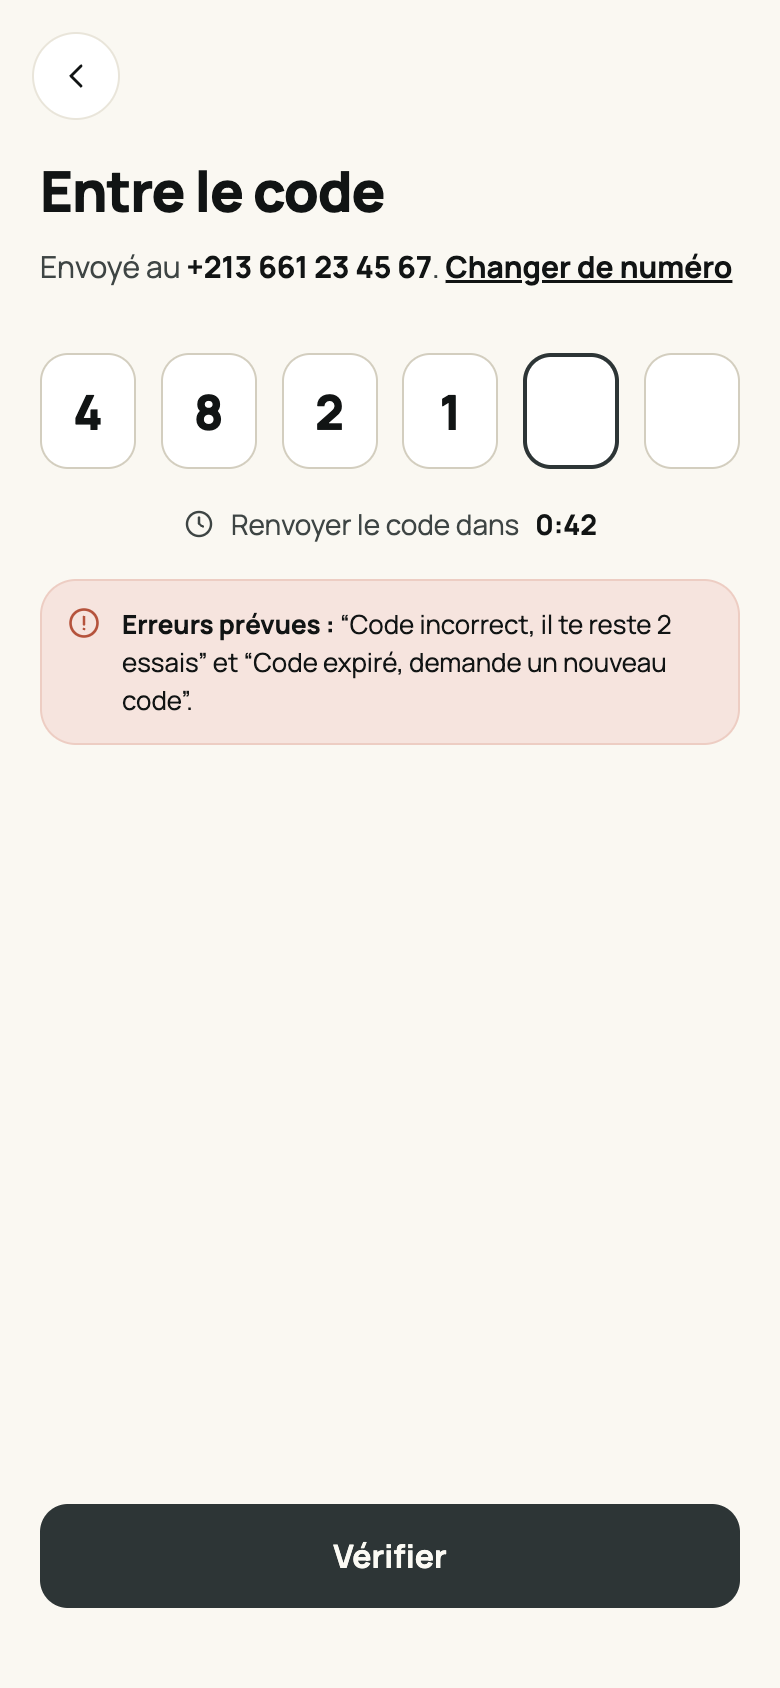 Entre le code
Envoyé au +213 661 23 45 67. Changer de numéro
4 8 2 1
Renvoyer le code dans 0:42
Erreurs prévues : “Code incorrect, il te reste 2
essais” et “Code expiré, demande un nouveau
code”.
Vérifier